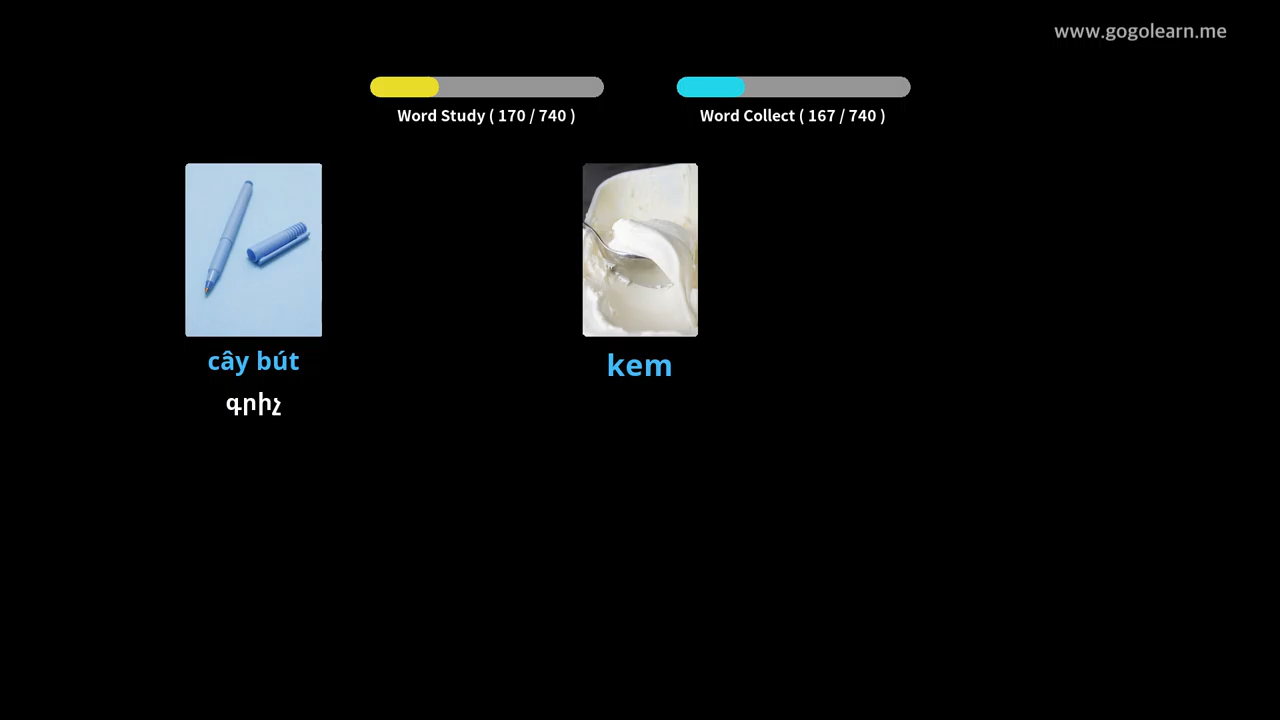 www.gogolearn.me
Word Study ( 170 / 740 )
Word Collect ( 167 / 740 )
cây bút
գրիչ
kem